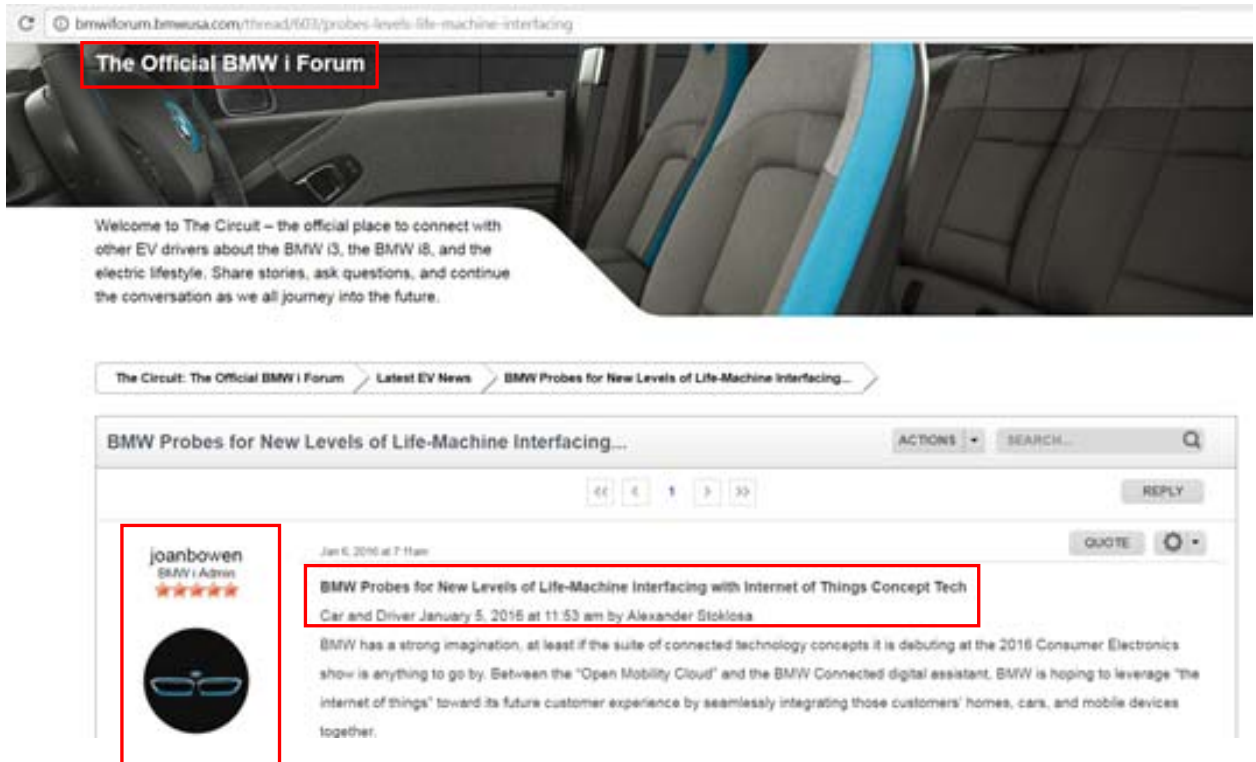 bmwiforum.bmwusa.com/thread/603/probes-levels-life-machine-interfacing
The Official BMW i Forum
Welcome to The Circuit – the official place to connect with
other EV drivers about the BMW i3, the BMW i8, and the
electric lifestyle. Share stories, ask questions, and continue
the conversation as we all journey into the future.
The Circuit: The Official BMW i Forum Latest EV News BMW Probes for New Levels of Life-Machine Interfacing...
BMW Probes for New Levels of Life-Machine Interfacing... ACTIONS SEARCH...
<< < 1 > >> REPLY
joanbowen
BMW i Admin
Jan 6, 2016 at 7:11am QUOTE
BMW Probes for New Levels of Life-Machine Interfacing with Internet of Things Concept Tech
Car and Driver January 5, 2016 at 11:53 am by Alexander Stoklosa
BMW has a strong imagination, at least if the suite of connected technology concepts it is debuting at the 2016 Consumer Electronics
show is anything to go by. Between the "Open Mobility Cloud" and the BMW Connected digital assistant, BMW is hoping to leverage "the
internet of things" toward its future customer experience by seamlessly integrating those customers' homes, cars, and mobile devices
together.